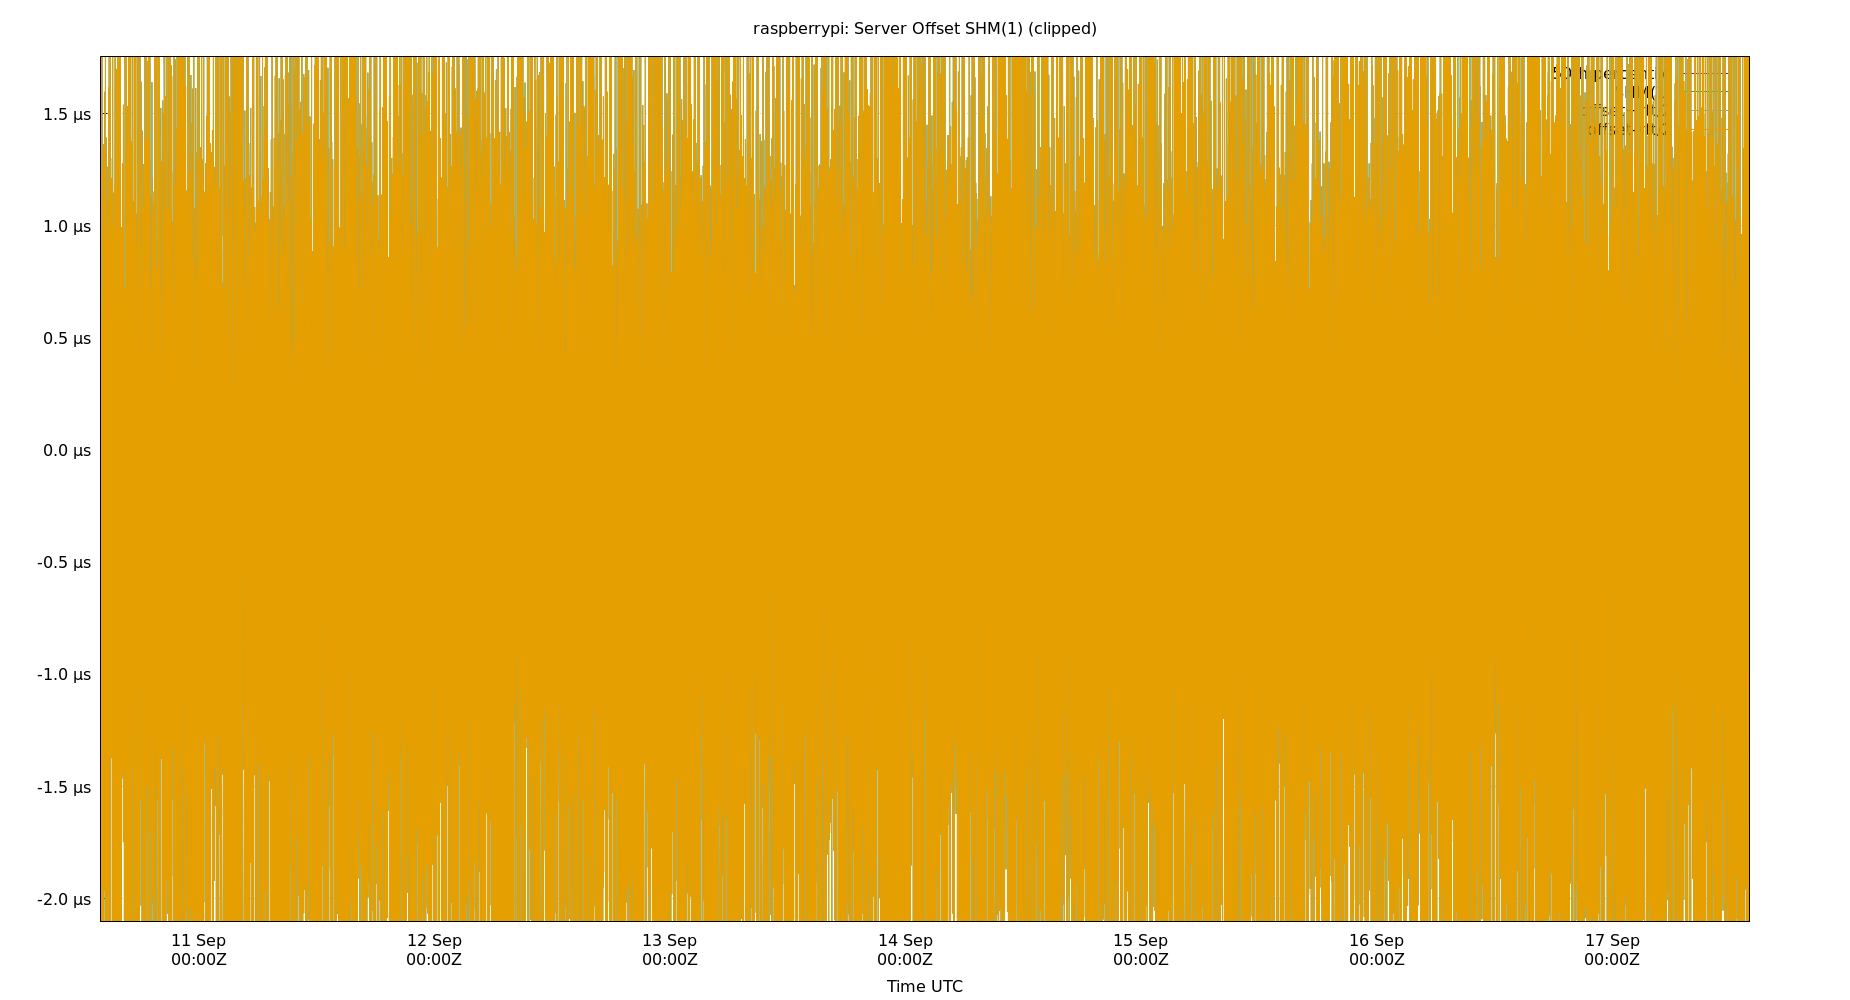 raspberrypi: Server Offset SHM(1) (clipped)
1.5 µs
1.0 µs
0.5 µs
0.0 µs
-0.5 µs
-1.0 µs
-1.5 µs
-2.0 µs
11 Sep
00:00Z
12 Sep
00:00Z
13 Sep
00:00Z
14 Sep
00:00Z
15 Sep
00:00Z
16 Sep
00:00Z
17 Sep
00:00Z
Time UTC